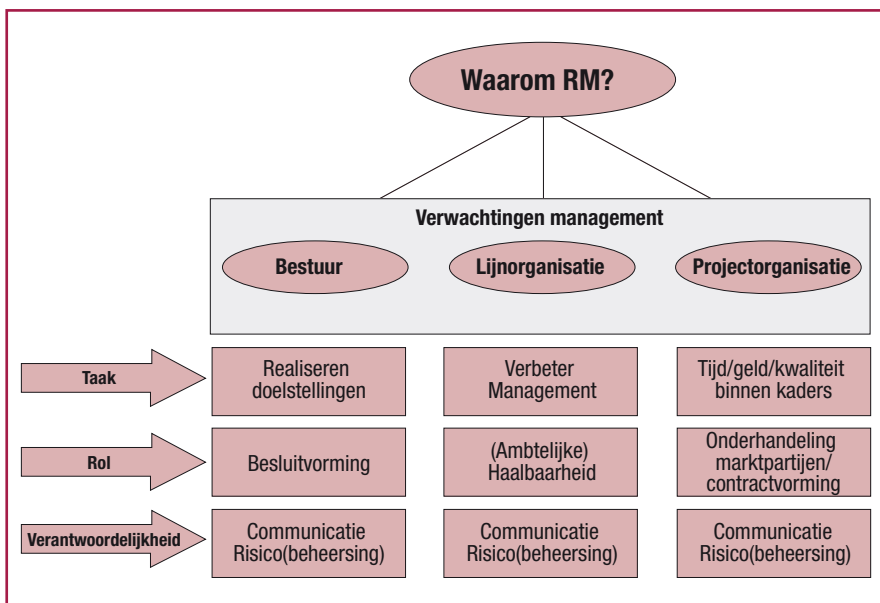 Waarom RM?
Verwachtingen management
Bestuur
Lijnorganisatie
Projectorganisatie
Taak
Realiseren
doelstellingen
Verbeter
Management
Tijd/geld/kwaliteit
binnen kaders
Rol
Besluitvorming
(Ambtelijke)
Haalbaarheid
Onderhandeling
marktpartijen/
contractvorming
Verantwoordelijkheid
Communicatie
Risico(beheersing)
Communicatie
Risico(beheersing)
Communicatie
Risico(beheersing)